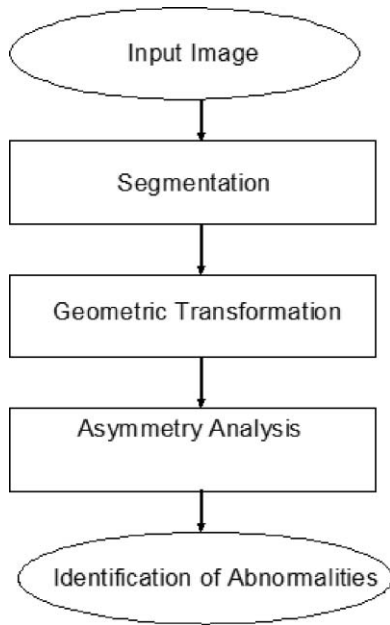 Input Image
Segmentation
Geometric Transformation
Asymmetry Analysis
Identification of Abnormalities